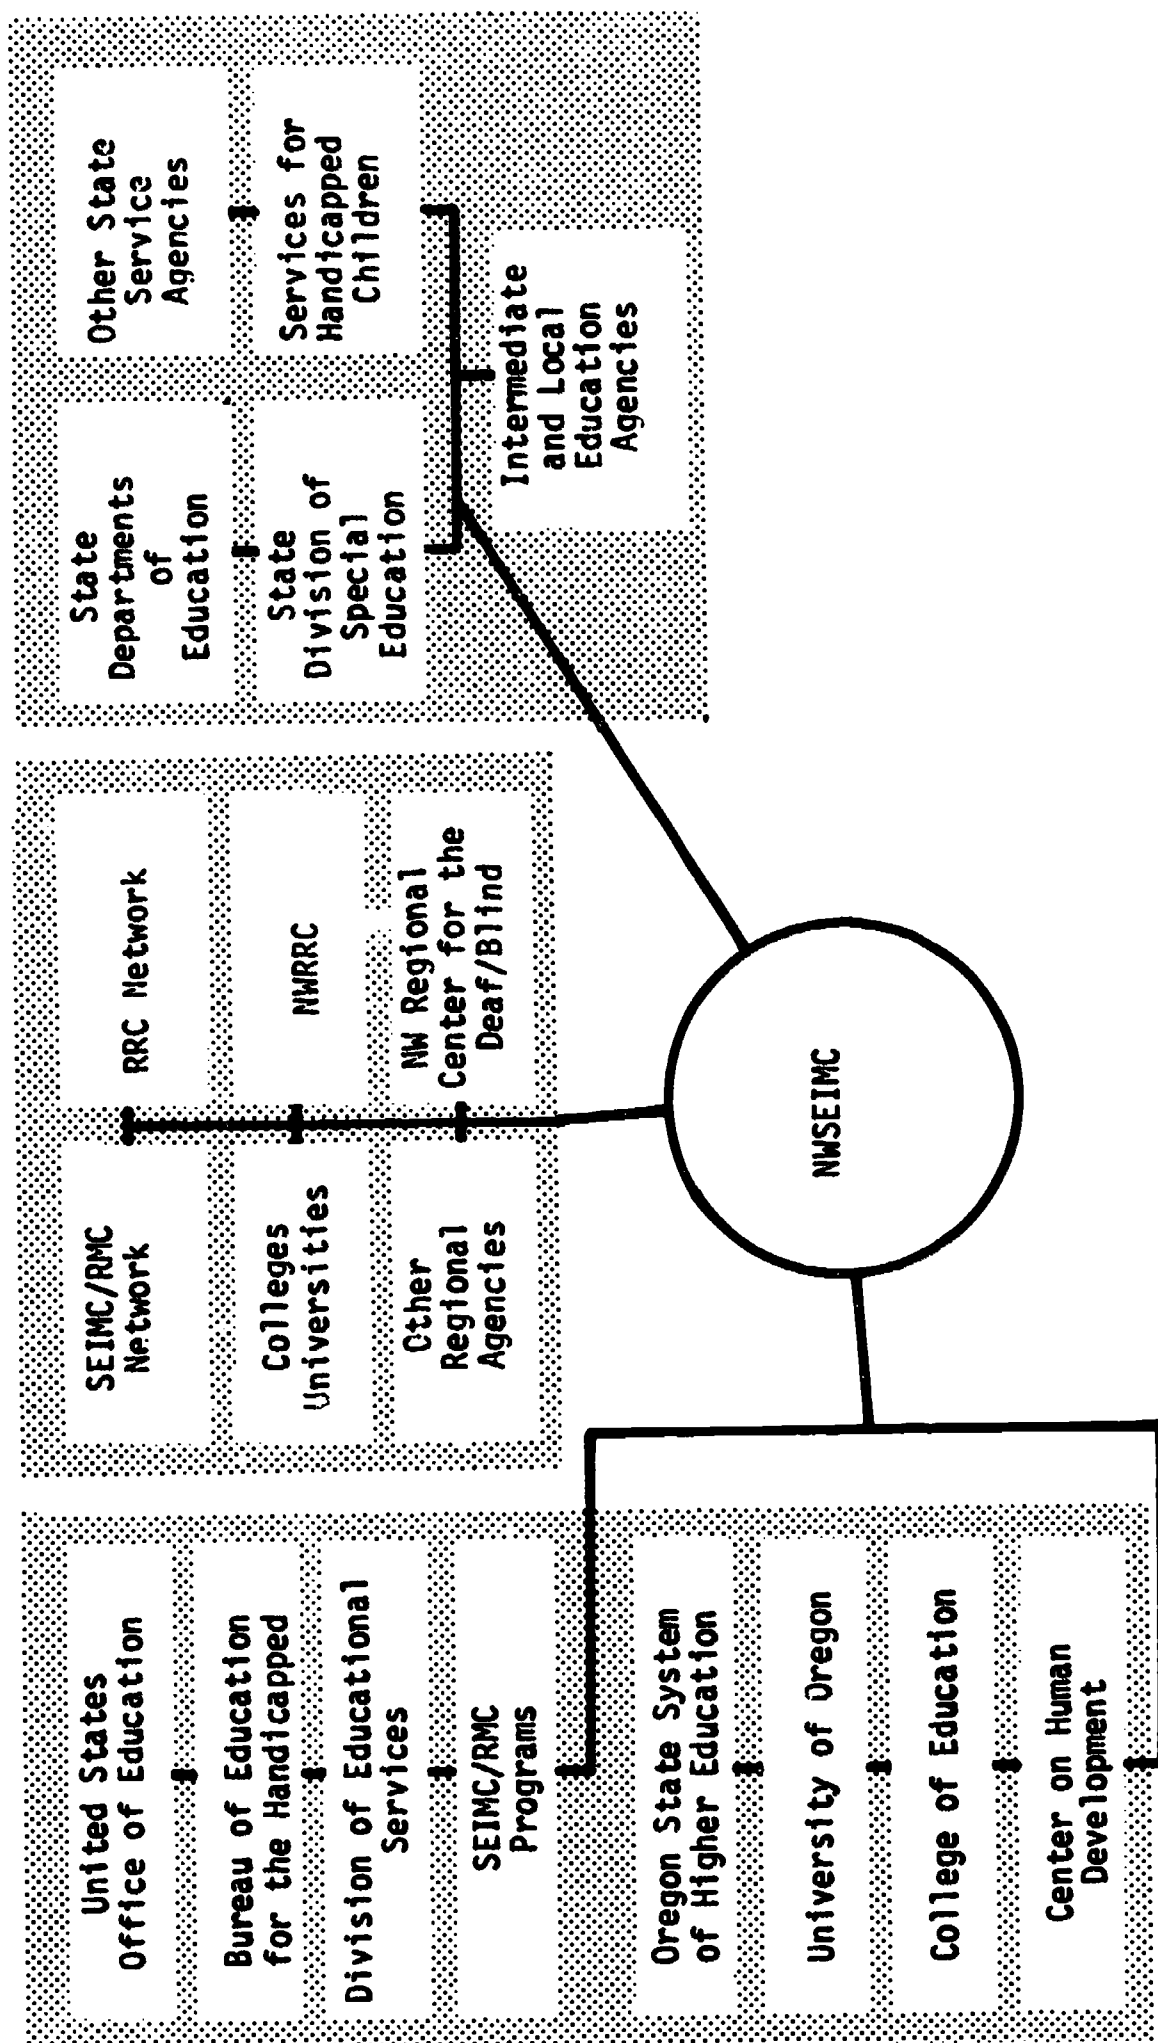 United States
Office of Education
Bureau of Education
for the Handicapped
Division of Educational
Services
SEIMC/RMC
Programs
Oregon State System
of Higher Education
University of Oregon
College of Education
Center on Human
Development
SEIMC/RMC
Network
RRC Network
Colleges
Universities
NWRRC
Other
Regional
Agencies
NW Regional
Center for the
Deaf/Blind
NWSEIMC
State
Departments
of
Education
Other State
Service
Agencies
State
Division of
Special
Education
Services for
Handicapped
Children
Intermediate
and Local
Education
Agencies